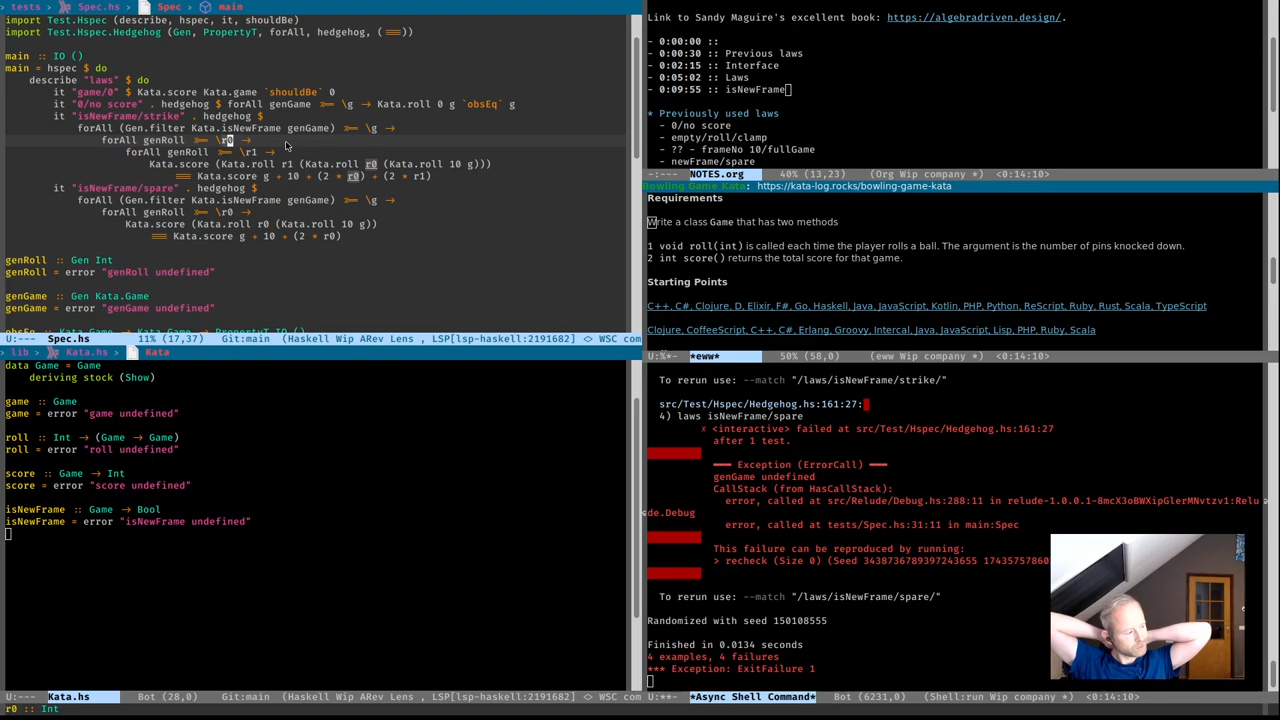 tests > Spec.hs > Spec > main
import Test.Hspec (describe, hspec, it, shouldBe)
import Test.Hspec.Hedgehog (Gen, PropertyT, forAll, hedgehog, (≡))
main :: IO ()
main = hspec $ do
describe "laws" $ do
it "game/0" $ Kata.score Kata.game `shouldBe` 0
it "0/no score" . hedgehog $ forAll genGame >>= \g → Kata.roll 0 g `obsEq` g
it "isNewFrame/strike" . hedgehog $
forAll (Gen.filter Kata.isNewFrame genGame) >>= \g →
forAll genRoll >>= \r0 →
forAll genRoll >>= \r1 →
Kata.score (Kata.roll r1 (Kata.roll r0 (Kata.roll 10 g)))
≡ Kata.score g + 10 + (2 * r0) + (2 * r1)
it "isNewFrame/spare" . hedgehog $
forAll (Gen.filter Kata.isNewFrame genGame) >>= \g →
forAll genRoll >>= \r0 →
Kata.score (Kata.roll r0 (Kata.roll 10 g))
≡ Kata.score g + 10 + (2 * r0)
genRoll :: Gen Int
genRoll = error "genRoll undefined"
genGame :: Gen Kata.Game
genGame = error "genGame undefined"
obsEq :: Kata.Game → Kata.Game → PropertyT IO ()
U:--- Spec.hs 11% (17,37) Git:main (Haskell Wip ARev Lens , LSP[lsp-haskell:2191682] ◇ WSC com
lib > Kata.hs > Kata
data Game = Game
deriving stock (Show)
game :: Game
game = error "game undefined"
roll :: Int → (Game → Game)
roll = error "roll undefined"
score :: Game → Int
score = error "score undefined"
isNewFrame :: Game → Bool
isNewFrame = error "isNewFrame undefined"
U:--- Kata.hs Bot (28,0) Git:main (Haskell Wip ARev Lens , LSP[lsp-haskell:2191682] ◇ WSC com
r0 :: Int
Link to Sandy Maguire's excellent book: https://algebradriven.design/.
- 0:00:00 ::
- 0:00:30 :: Previous laws
- 0:02:15 :: Interface
- 0:05:02 :: Laws
- 0:09:55 :: isNewFrame
* Previously used laws
- 0/no score
- empty/roll/clamp
- ?? - frameNo 10/fullGame
- newFrame/spare
-:--- NOTES.org 40% (13,23) (Org Wip company *) <0:14:10>
Bowling Game Kata: https://kata-log.rocks/bowling-game-kata
Requirements
Write a class Game that has two methods
1 void roll(int) is called each time the player rolls a ball. The argument is the number of pins knocked down.
2 int score() returns the total score for that game.
Starting Points
C++, C#, Clojure, D, Elixir, F#, Go, Haskell, Java, JavaScript, Kotlin, PHP, Python, ReScript, Ruby, Rust, Scala, TypeScript
Clojure, CoffeeScript, C++, C#, Erlang, Groovy, Intercal, Java, JavaScript, Lisp, PHP, Ruby, Scala
U:%*- *eww* 50% (58,0) (eww Wip company *) <0:14:10>
To rerun use: --match "/laws/isNewFrame/strike/"
src/Test/Hspec/Hedgehog.hs:161:27:
4) laws isNewFrame/spare
✗ <interactive> failed at src/Test/Hspec/Hedgehog.hs:161:27
after 1 test.
━━━ Exception (ErrorCall) ━━━
genGame undefined
CallStack (from HasCallStack):
error, called at src/Relude/Debug.hs:288:11 in relude-1.0.0.1-8mcX3oBWXipGlerMNvtzv1:Relu
de.Debug
error, called at tests/Spec.hs:31:11 in main:Spec
This failure can be reproduced by running:
> recheck (Size 0) (Seed 3438736789397243655 17435757860
To rerun use: --match "/laws/isNewFrame/spare/"
Randomized with seed 150108555
Finished in 0.0134 seconds
4 examples, 4 failures
*** Exception: ExitFailure 1
U:**- *Async Shell Command* Bot (6231,0) (Shell:run Wip company *) <0:14:10>